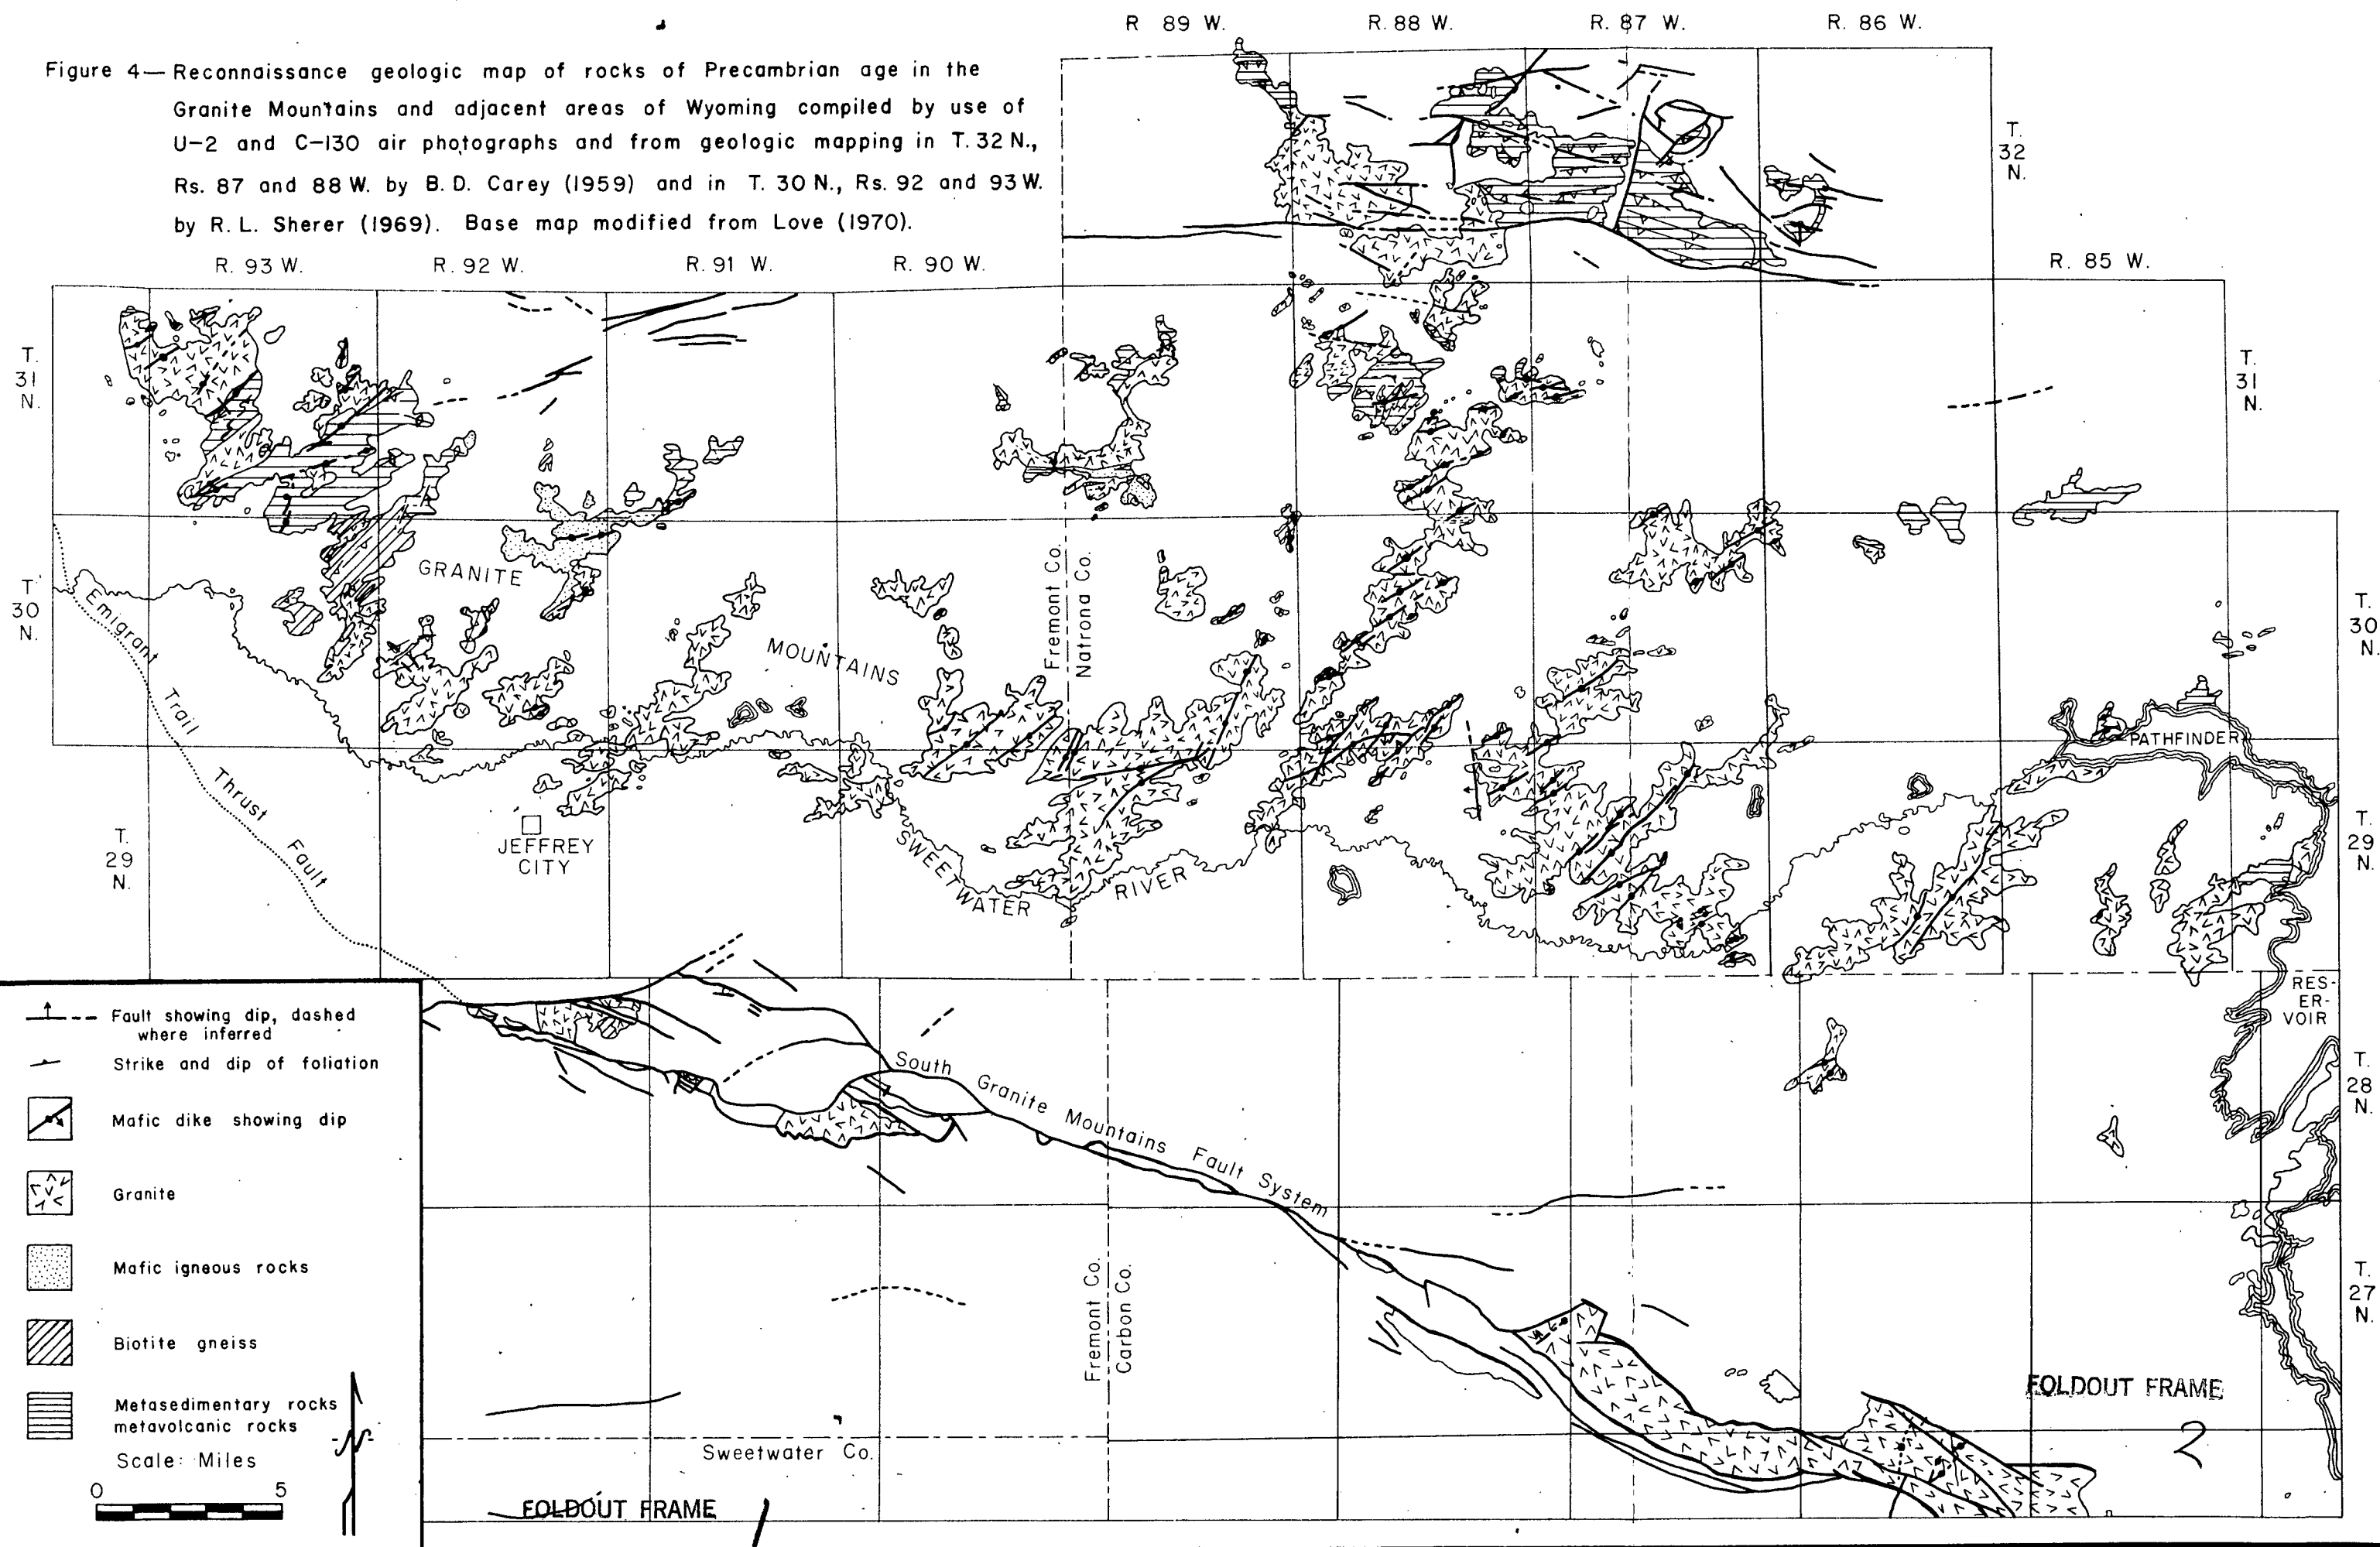 R 89 W. R. 88 W. R. 87 W. R. 86 W.
Figure 4— Reconnaissance geologic map of rocks of Precambrian age in the
Granite Mountains and adjacent areas of Wyoming compiled by use of
U-2 and C-130 air photographs and from geologic mapping in T. 32 N.,
Rs. 87 and 88 W. by B. D. Carey (1959) and in T. 30 N., Rs. 92 and 93 W.
by R. L. Sherer (1969). Base map modified from Love (1970).
T.
32
N.
R. 93 W. R. 92 W. R. 91 W. R. 90 W.
R. 85 W.
T.
31
N.
T.
31
N.
GRANITE
MOUNTAINS
Fremont Co.
Natrona Co.
T.
30
N.
T.
30
N.
Emigrant Trail Thrust Fault
PATHFINDER
JEFFREY
CITY
SWEETWATER RIVER
T.
29
N.
T.
29
N.
RES-
ER-
VOIR
South Granite Mountains Fault System
T.
28
N.
Fremont Co.
Carbon Co.
T.
27
N.
Sweetwater Co.
Fault showing dip, dashed
where inferred
Strike and dip of foliation
Mafic dike showing dip
Granite
Mafic igneous rocks
Biotite gneiss
Metasedimentary rocks
metavolcanic rocks
Scale: Miles
0 5
N
FOLDOUT FRAME 1
FOLDOUT FRAME
2